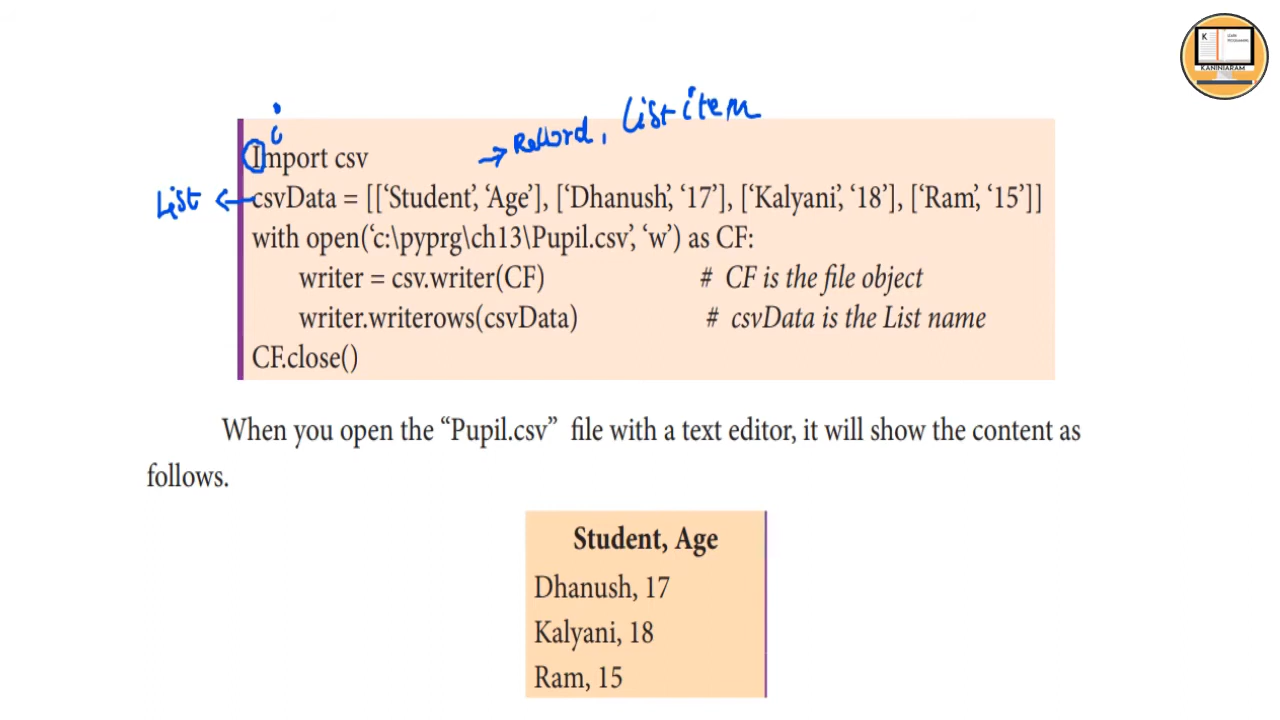 K
LEARN
PROGRAMMING
KANINIARAM
i
→ Record, List item
Import csv
List ← csvData = [[‘Student’, ‘Age’], [‘Dhanush’, ‘17’], [‘Kalyani’, ‘18’], [‘Ram’, ‘15’]]
with open(‘c:\pyprg\ch13\Pupil.csv’, ‘w’) as CF:
writer = csv.writer(CF) # CF is the file object
writer.writerows(csvData) # csvData is the List name
CF.close()
When you open the “Pupil.csv” file with a text editor, it will show the content as
follows.
Student, Age
Dhanush, 17
Kalyani, 18
Ram, 15